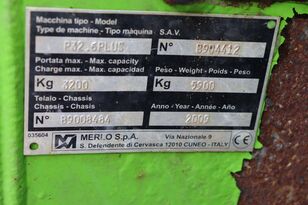 Macchina tipo - Model
Type de machine - Tipo máquina S.A.V.
P32.6PLUS N° B904412
Portata max. - Max capacity Peso - Weight - Poids - Peso
Charge max. - Max. capacidad
Kg 3200 Kg 5900
Telaio - Chassis Anno - Year - Année - Año
Chassis - Chassis
N° B9008484 2009
035604 MERLO S.p.A. Via Nazionale 9
S. Defendente di Cervasca 12010 CUNEO - ITALY